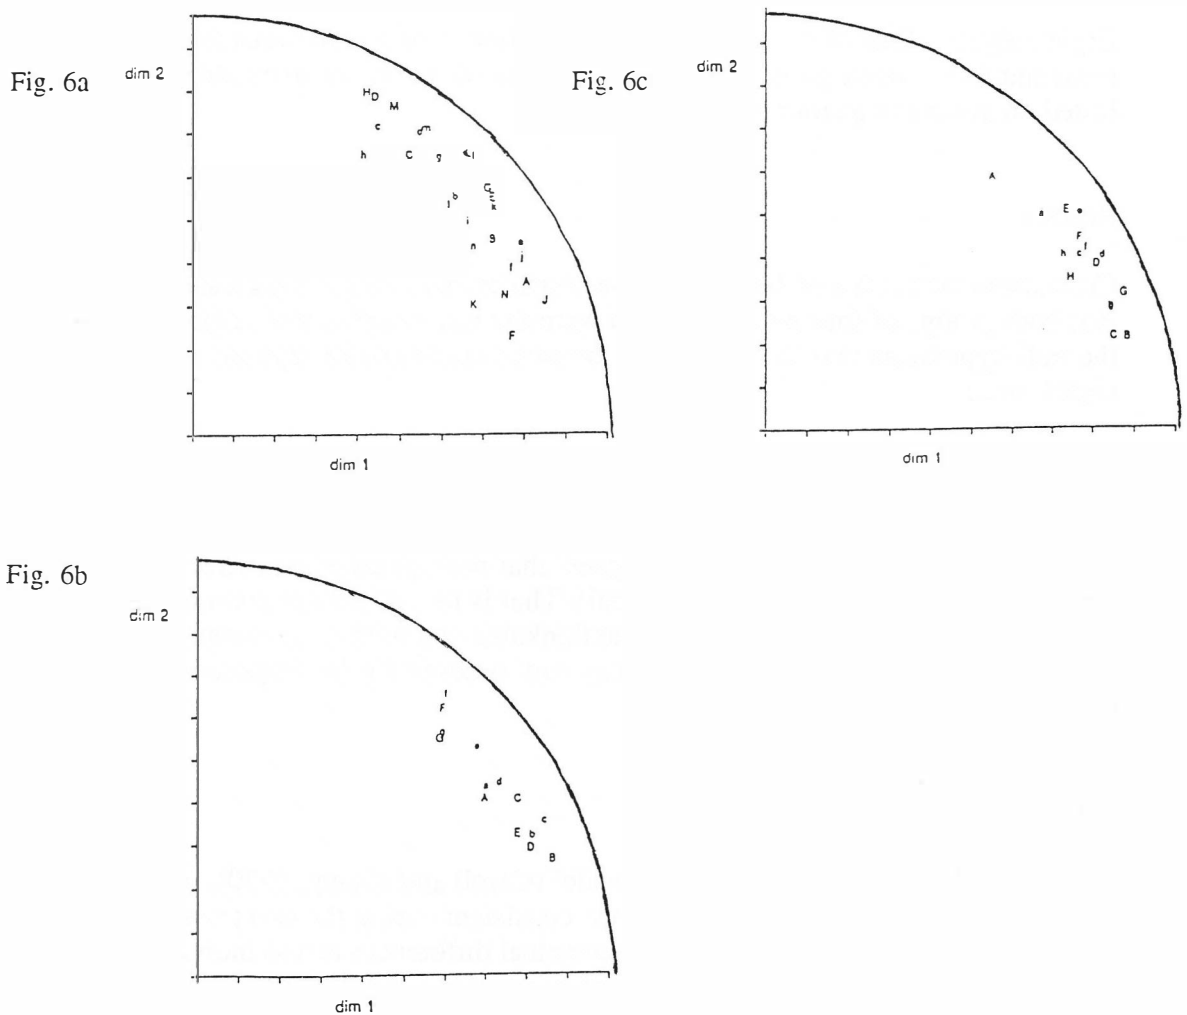 Fig. 6a
dim 2
H D
M
c
d m
h
C
g
l
G
b
E
l
k
i
g
n
e
j
f
A
N
K
J
F
dim 1
Fig. 6c
dim 2
A
a
E e
F
f
h c d
D
H
G
b
C B
dim 1
Fig. 6b
dim 2
f
F
G g
e
d
a
A
C
c
E b
D
B
dim 1